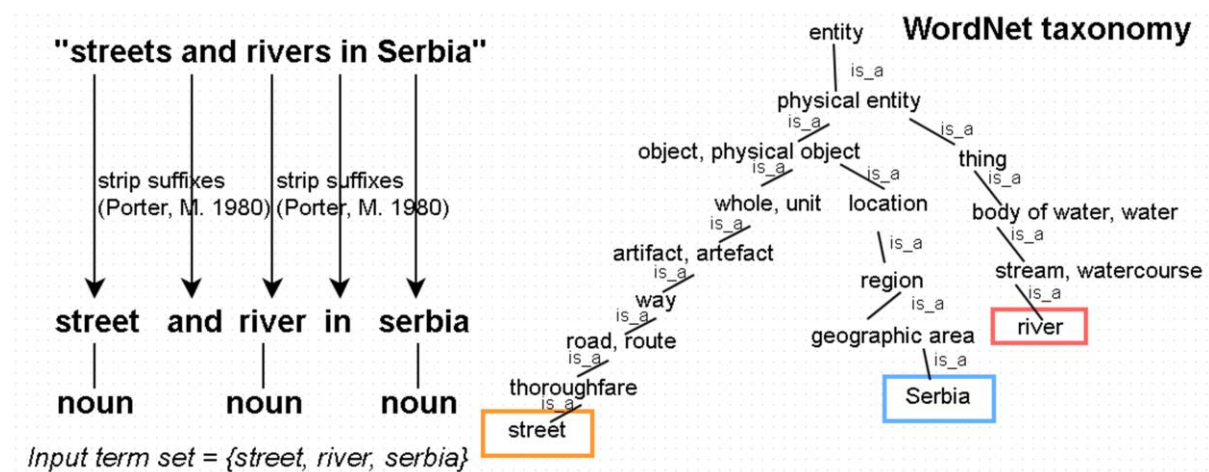 "streets and rivers in Serbia"
strip suffixes
(Porter, M. 1980)
strip suffixes
(Porter, M. 1980)
street and river in serbia
noun noun noun
Input term set = {street, river, serbia}
WordNet taxonomy
entity
is_a
physical entity
is_a
is_a
object, physical object
thing
is_a
is_a
is_a
whole, unit
location
body of water, water
is_a
is_a
is_a
artifact, artefact
stream, watercourse
is_a
region
is_a
way
is_a
river
is_a
road, route
geographic area
is_a
is_a
thoroughfare
Serbia
is_a
street